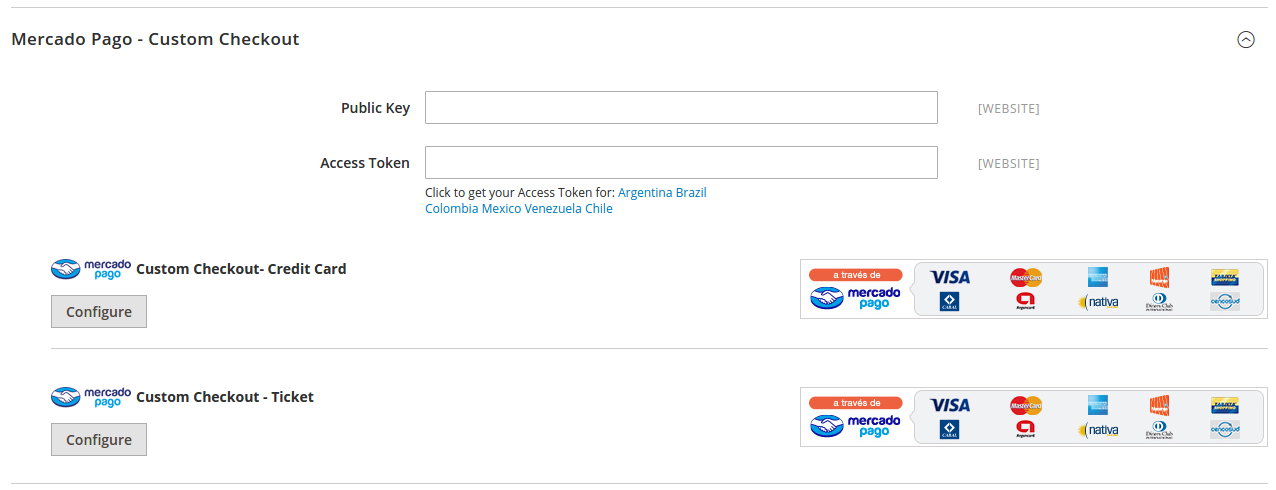 Mercado Pago - Custom Checkout
Public Key
[WEBSITE]
Access Token
[WEBSITE]
Click to get your Access Token for: Argentina Brazil
Colombia Mexico Venezuela Chile
mercado pago Custom Checkout- Credit Card
Configure
a través de
mercado pago
VISA MasterCard
CABAL Argencard nativa Diners Club cencosud
mercado pago Custom Checkout - Ticket
Configure
a través de
mercado pago
VISA MasterCard
CABAL Argencard nativa Diners Club cencosud